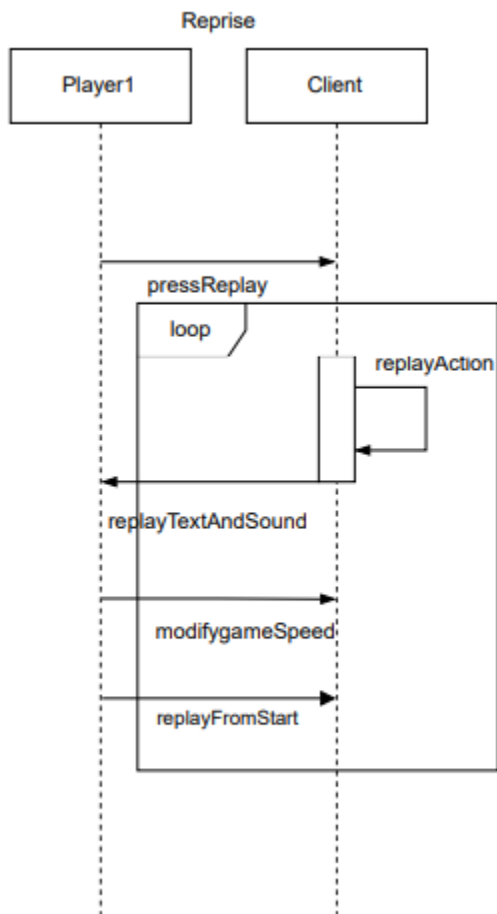 Reprise
Player1
Client
pressReplay
loop
replayAction
replayTextAndSound
modifygameSpeed
replayFromStart